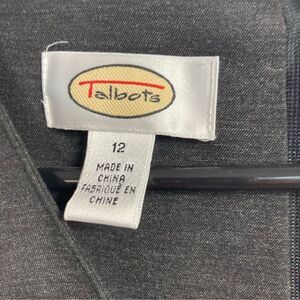 Talbots
12
MADE IN
CHINA
FABRIQUÉ EN
CHINE